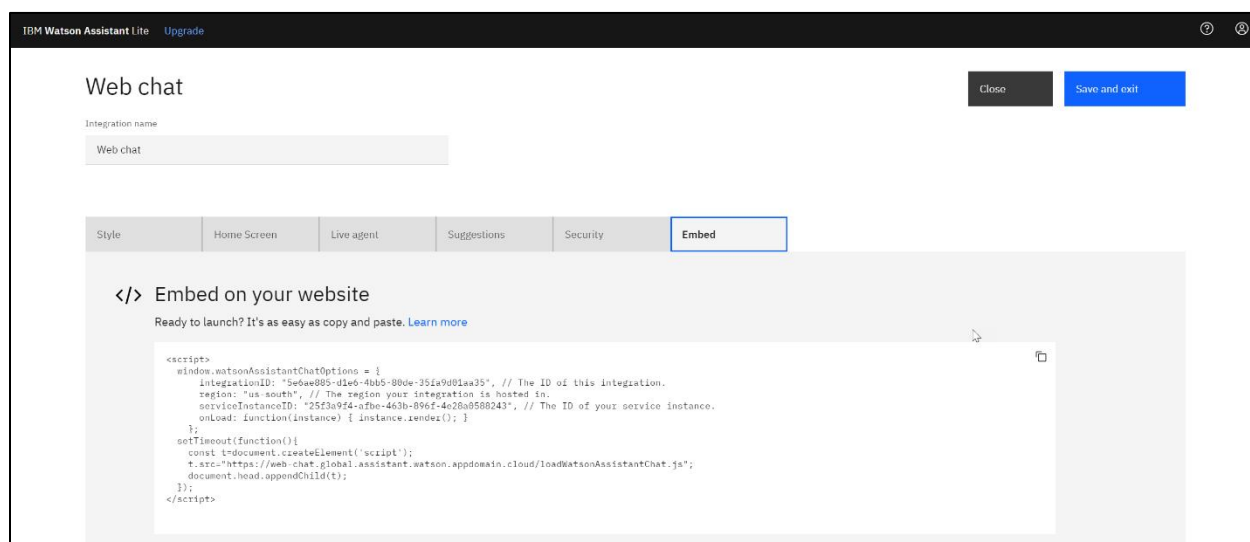 IBM Watson Assistant Lite Upgrade
Web chat
Close
Save and exit
Integration name
Web chat
Style
Home Screen
Live agent
Suggestions
Security
Embed
</> Embed on your website
Ready to launch? It's as easy as copy and paste. Learn more
<script>
window.watsonAssistantChatOptions = {
integrationID: "5e6ae885-d1e6-4bb5-80de-35fa9d01aa35", // The ID of this integration.
region: "us-south", // The region your integration is hosted in.
serviceInstanceID: "25f3a9f4-afbe-463b-896f-4e28a0588243", // The ID of your service instance.
onLoad: function(instance) { instance.render(); }
};
setTimeout(function(){
const t=document.createElement('script');
t.src="https://web-chat.global.assistant.watson.appdomain.cloud/loadWatsonAssistantChat.js";
document.head.appendChild(t);
});
</script>